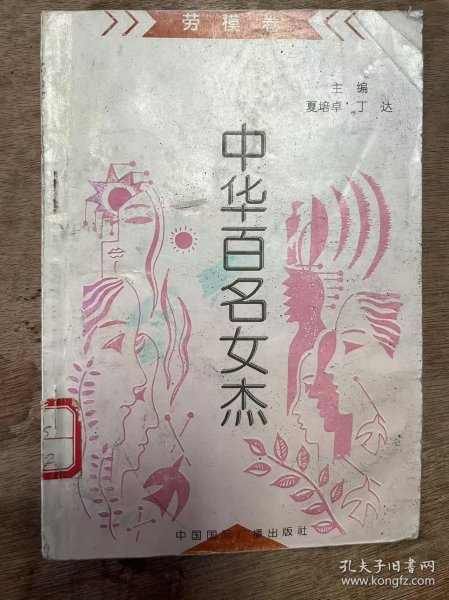 劳模卷
主编
夏培卓 丁达
中华百名女杰
中国国际广播出版社
孔夫子旧书网
www.kongfz.com